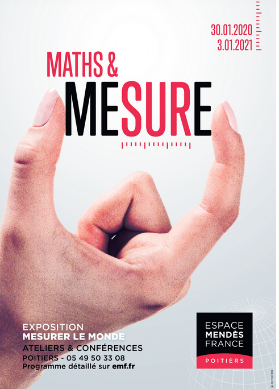 30.01.2020
3.01.2021
MATHS &
MESURE
EXPOSITION
MESURER LE MONDE
ATELIERS & CONFÉRENCES
POITIERS - 05 49 50 33 08
Programme détaillé sur emf.fr
ESPACE
MENDÈS
FRANCE
POITIERS